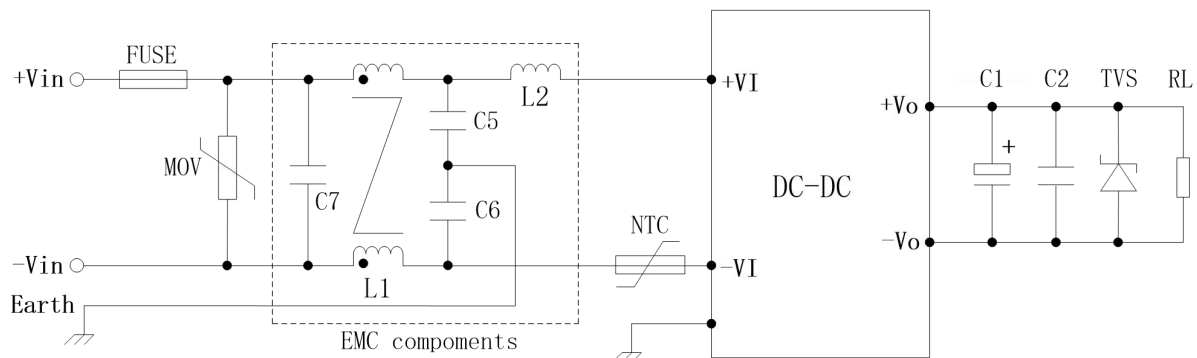 FUSE
+Vin
MOV
C7
L1
C5
C6
L2
-Vin
Earth
EMC compoments
NTC
+VI
-VI
DC-DC
+Vo
-Vo
C1
+
C2
TVS
RL